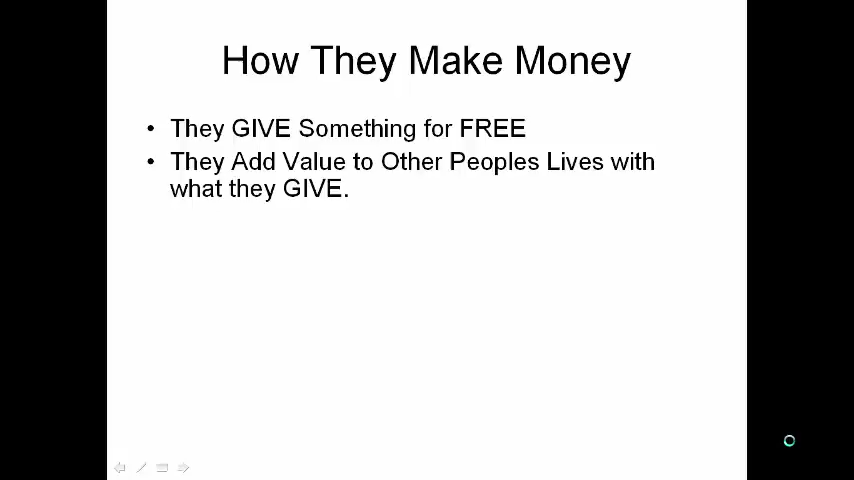 How They Make Money
• They GIVE Something for FREE
• They Add Value to Other Peoples Lives with
what they GIVE.